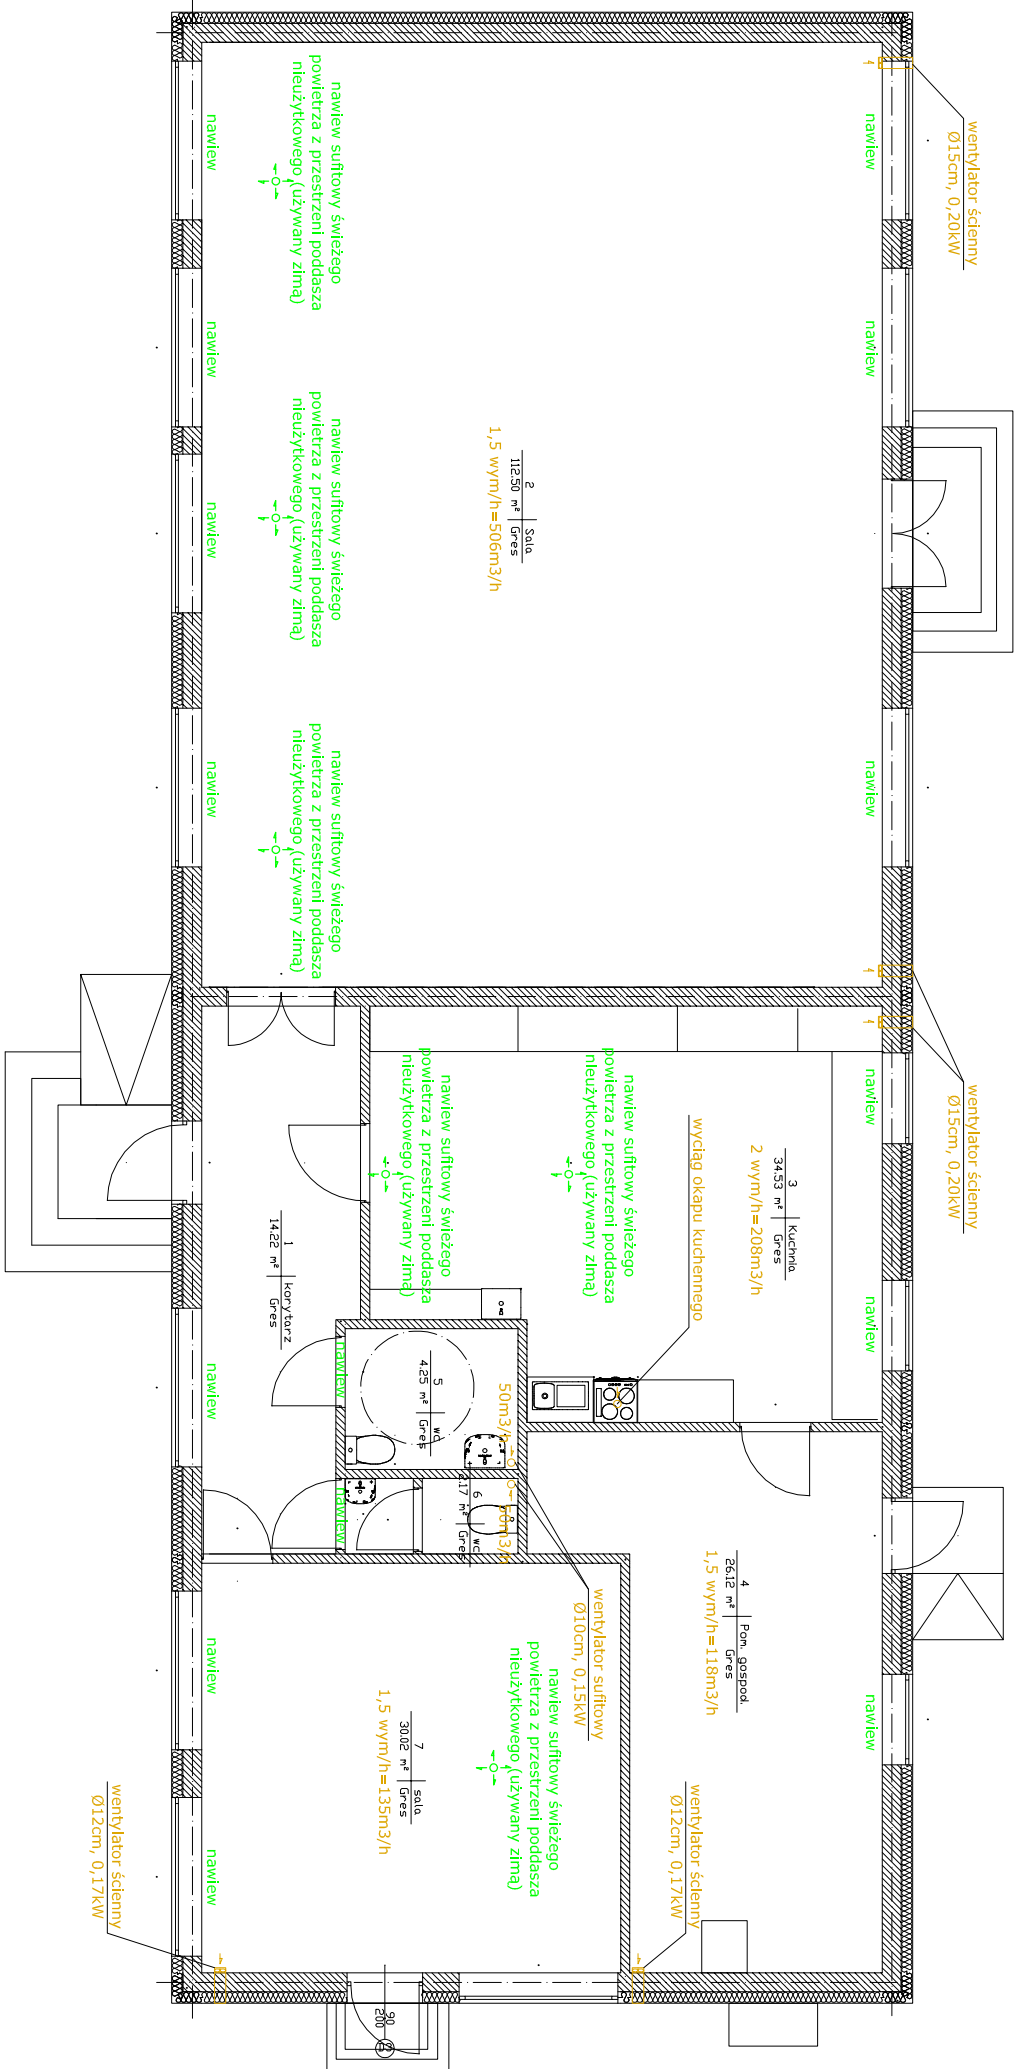 wentylator ścienny
Ø15cm, 0,20kW
nawiew
nawiew
nawiew
nawiew
nawiew sufitowy świeżego
powietrza z przestrzeni poddasza
nieużytkowego (używany zimą)
nawiew sufitowy świeżego
powietrza z przestrzeni poddasza
nieużytkowego (używany zimą)
2 Sala
112.50 m² Gres
1,5 wym/h=506m3/h
nawiew
nawiew
nawiew
nawiew sufitowy świeżego
powietrza z przestrzeni poddasza
nieużytkowego (używany zimą)
wentylator ścienny
Ø15cm, 0,20kW
nawiew
nawiew
3 Kuchnia
34.53 m² Gres
2 wym/h=208m3/h
wyciąg okapu kuchennego
nawiew sufitowy świeżego
powietrza z przestrzeni poddasza
nieużytkowego (używany zimą)
nawiew sufitowy świeżego
powietrza z przestrzeni poddasza
nieużytkowego (używany zimą)
1 korytarz
14.22 m² Gres
nawiew
nawiew
nawiew
5 wc
4.25 m² Gres
50m3/h
6 wc
2.17 m² Gres
50m3/h
wentylator sufitowy
Ø10cm, 0,15kW
4 Pom. gospod.
26.12 m² Gres
1,5 wym/h=118m3/h
nawiew
nawiew sufitowy świeżego
powietrza z przestrzeni poddasza
nieużytkowego (używany zimą)
7 sala
30.02 m² Gres
1,5 wym/h=135m3/h
nawiew
nawiew
wentylator ścienny
Ø12cm, 0,17kW
wentylator ścienny
Ø12cm, 0,17kW
90
200